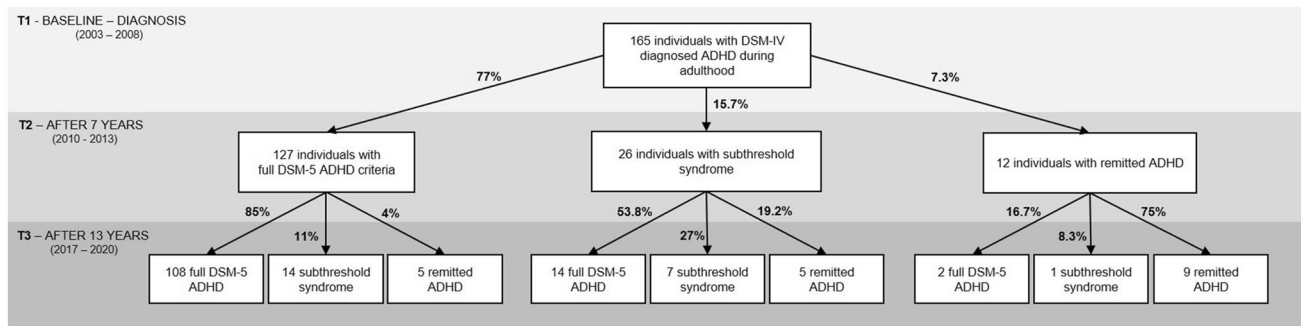 T1 - BASELINE – DIAGNOSIS
(2003 – 2008)
165 individuals with DSM-IV
diagnosed ADHD during
adulthood
77%
15.7%
7.3%
T2 – AFTER 7 YEARS
(2010 - 2013)
127 individuals with
full DSM-5 ADHD criteria
26 individuals with subthreshold
syndrome
12 individuals with remitted ADHD
85%
11%
4%
53.8%
27%
19.2%
16.7%
8.3%
75%
T3 – AFTER 13 YEARS
(2017 – 2020)
108 full DSM-5
ADHD
14 subthreshold
syndrome
5 remitted
ADHD
14 full DSM-5
ADHD
7 subthreshold
syndrome
5 remitted
ADHD
2 full DSM-5
ADHD
1 subthreshold
syndrome
9 remitted
ADHD